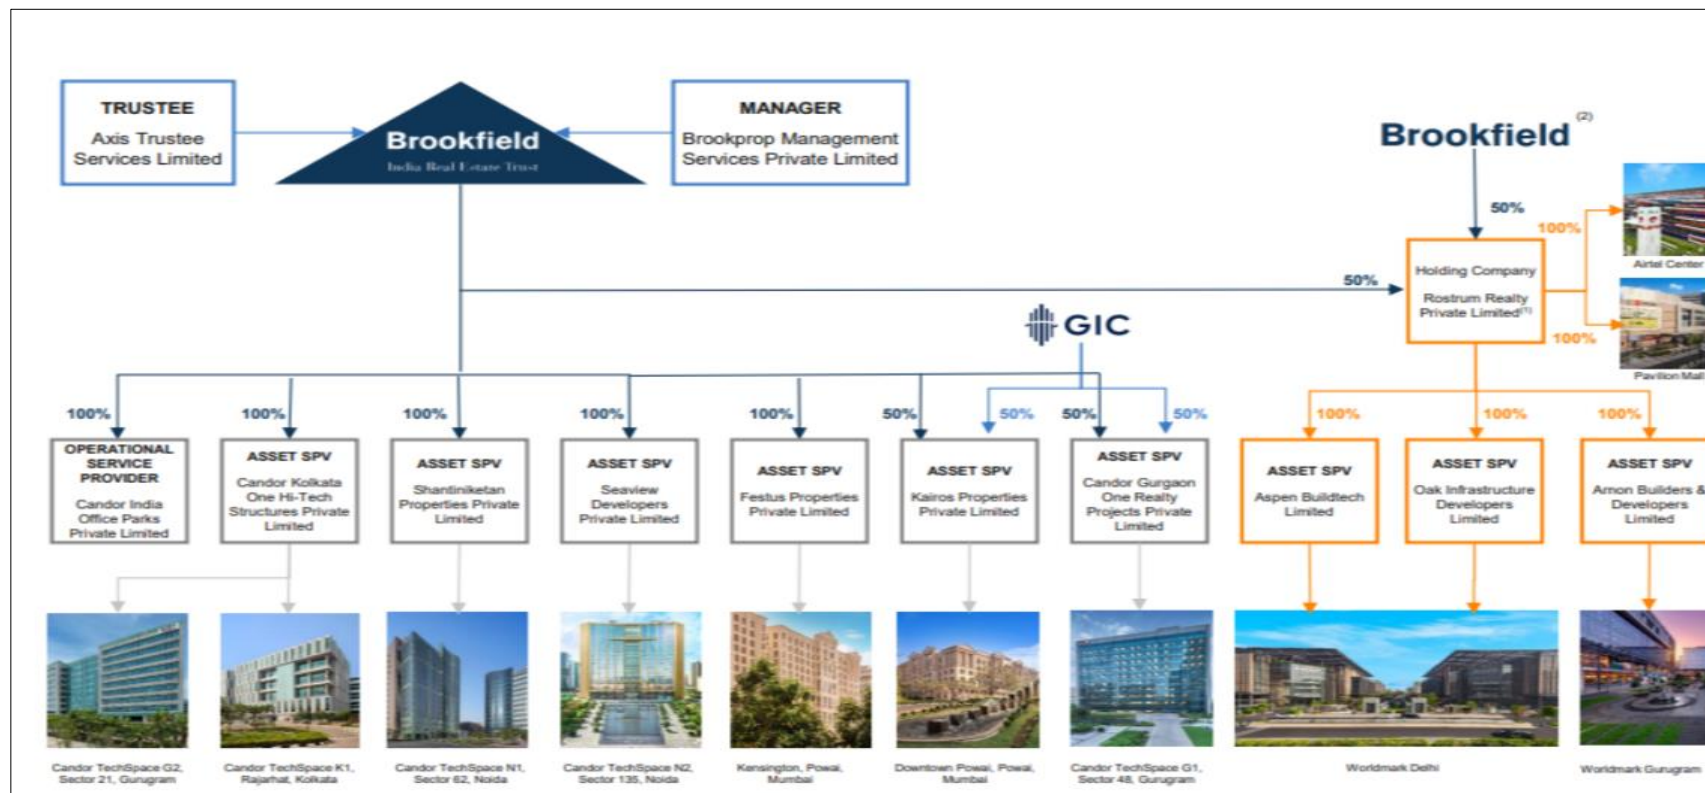 TRUSTEE
Axis Trustee
Services Limited
Brookfield
India Real Estate Trust
MANAGER
Brookprop Management
Services Private Limited
Brookfield (2)
50%
100%
Airtel Center
50%
Holding Company
Rostrum Realty
Private Limited(1)
100%
Pavilion Mall
GIC
100%
100%
100%
100%
100%
50%
50%
50%
50%
100%
100%
100%
OPERATIONAL
SERVICE
PROVIDER
Candor India
Office Parks
Private Limited
ASSET SPV
Candor Kolkata
One Hi-Tech
Structures Private
Limited
ASSET SPV
Shantiniketan
Properties Private
Limited
ASSET SPV
Seaview
Developers
Private Limited
ASSET SPV
Festus Properties
Private Limited
ASSET SPV
Kairos Properties
Private Limited
ASSET SPV
Candor Gurgaon
One Realty
Projects Private
Limited
ASSET SPV
Aspen Buildtech
Limited
ASSET SPV
Oak Infrastructure
Developers
Limited
ASSET SPV
Arnon Builders &
Developers
Limited
Candor TechSpace G2,
Sector 21, Gurugram
Candor TechSpace K1,
Rajarhat, Kolkata
Candor TechSpace N1,
Sector 62, Noida
Candor TechSpace N2,
Sector 135, Noida
Kensington, Powai,
Mumbai
Downtown Powai, Powai,
Mumbai
Candor TechSpace G1,
Sector 48, Gurugram
Worldmark Delhi
Worldmark Gurugram